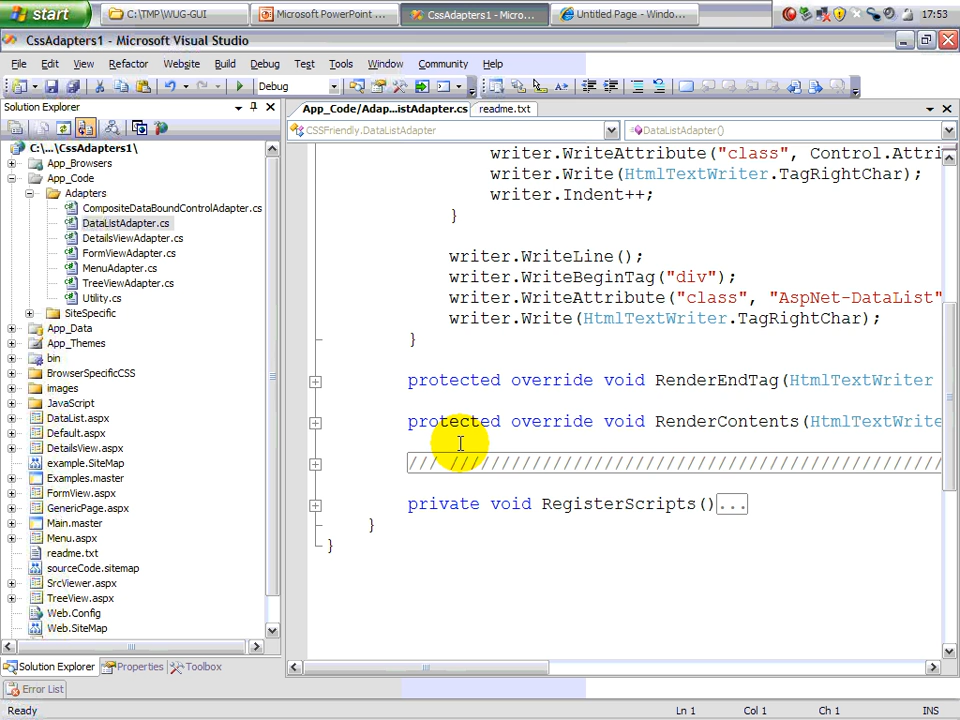 start
C:\TMP\WUG-GUI
Microsoft PowerPoint ...
CssAdapters1 - Micro...
Untitled Page - Windo...
17:53
CssAdapters1 - Microsoft Visual Studio
File Edit View Refactor Website Build Debug Test Tools Window Community Help
Debug
Solution Explorer
App_Code/Adap...istAdapter.cs
readme.txt
CSSFriendly.DataListAdapter
DataListAdapter()
C:\...\CssAdapters1\
App_Browsers
App_Code
Adapters
CompositeDataBoundControlAdapter.cs
DataListAdapter.cs
DetailsViewAdapter.cs
FormViewAdapter.cs
MenuAdapter.cs
TreeViewAdapter.cs
Utility.cs
SiteSpecific
App_Data
App_Themes
bin
BrowserSpecificCSS
images
JavaScript
DataList.aspx
Default.aspx
DetailsView.aspx
example.SiteMap
Examples.master
FormView.aspx
GenericPage.aspx
Main.master
Menu.aspx
readme.txt
sourceCode.sitemap
SrcViewer.aspx
TreeView.aspx
Web.Config
Web.SiteMap
writer.WriteAttribute("class", Control.Attri
writer.Write(HtmlTextWriter.TagRightChar);
writer.Indent++;
}
writer.WriteLine();
writer.WriteBeginTag("div");
writer.WriteAttribute("class", "AspNet-DataList"
writer.Write(HtmlTextWriter.TagRightChar);
}
protected override void RenderEndTag(HtmlTextWriter
protected override void RenderContents(HtmlTextWrite
/// ////////////////////////////////////////////////
private void RegisterScripts()...
}
}
Solution Explorer
Properties
Toolbox
Error List
Ready
Ln 1
Col 1
Ch 1
INS